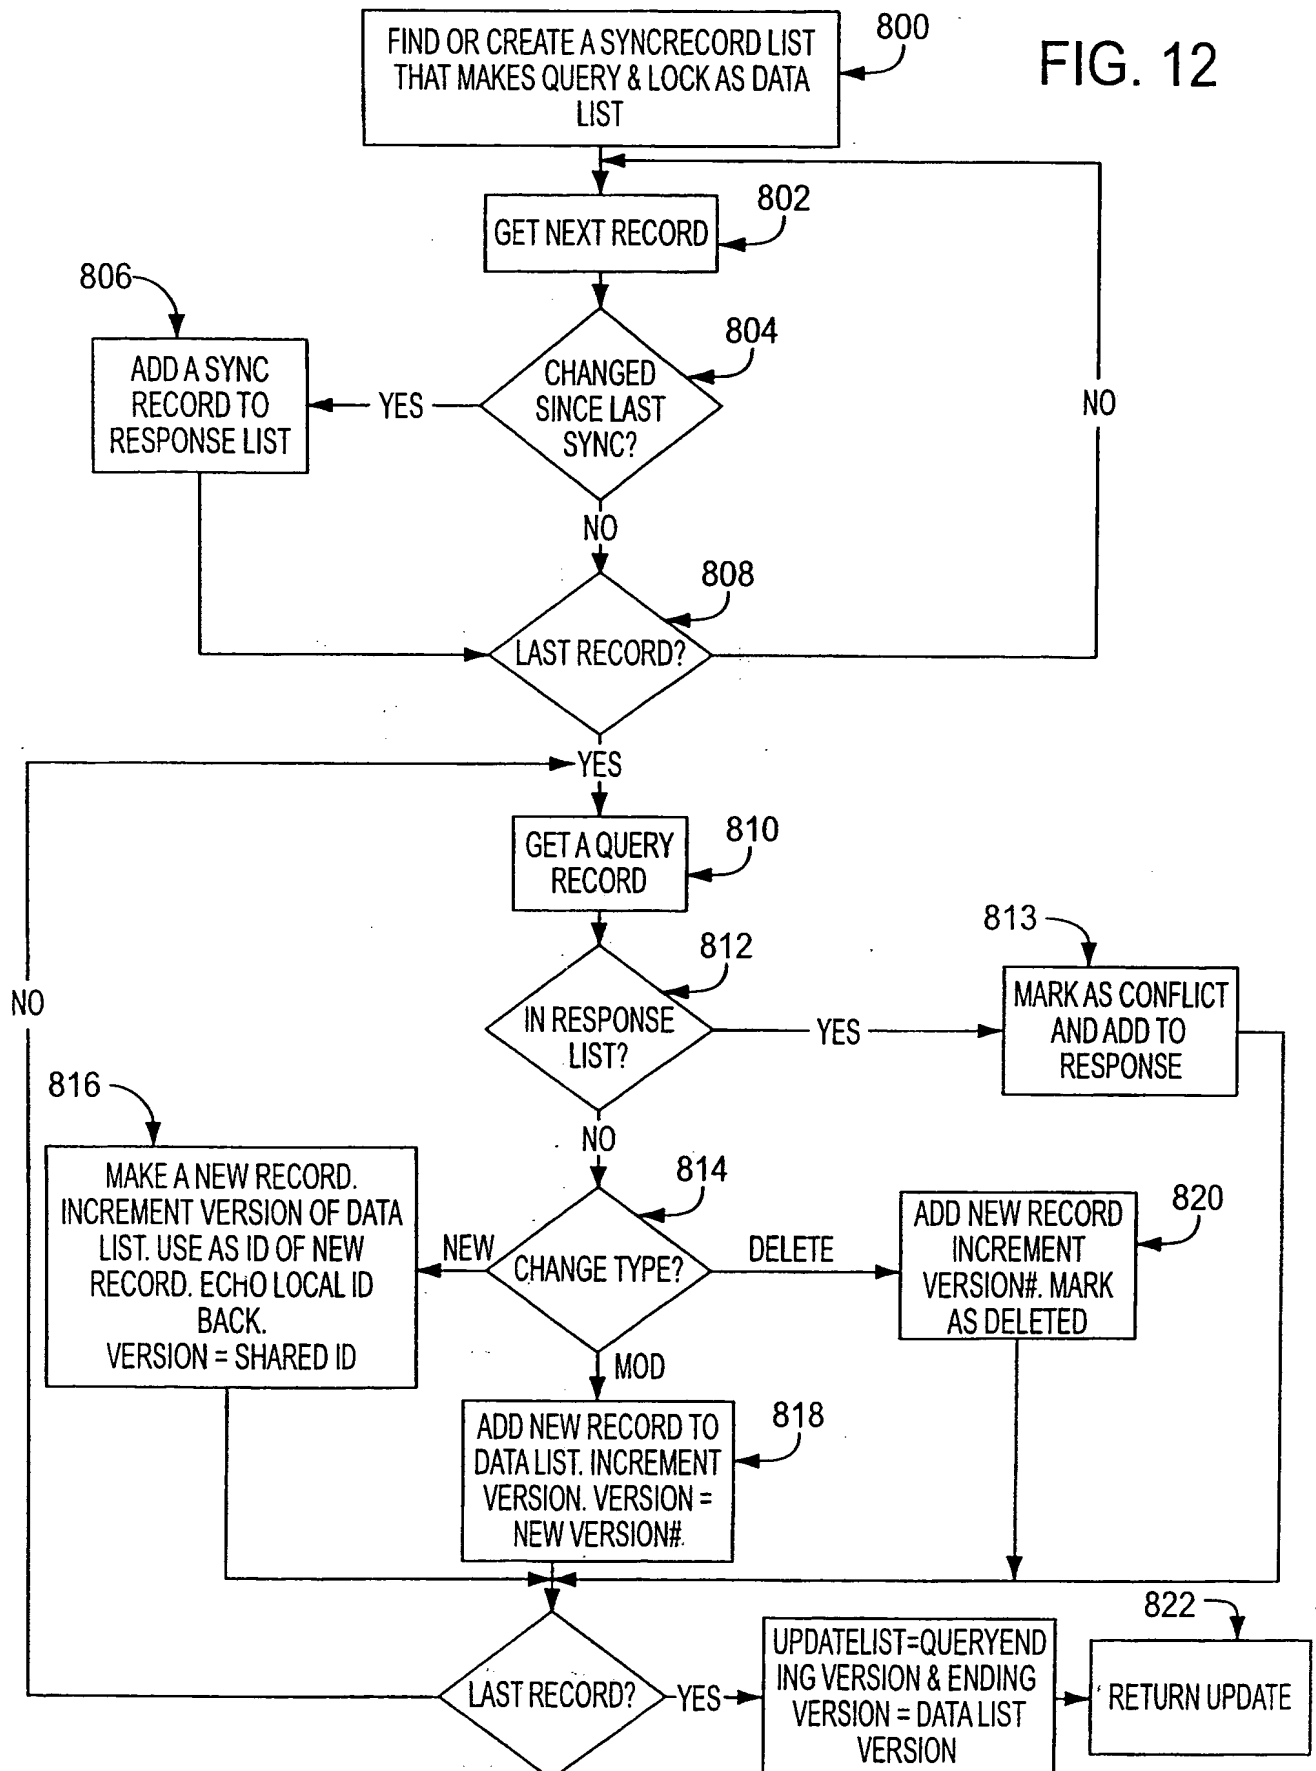 FIG. 12
800
FIND OR CREATE A SYNCRECORD LIST
THAT MAKES QUERY & LOCK AS DATA
LIST
802
GET NEXT RECORD
804
CHANGED
SINCE LAST
SYNC?
YES
806
ADD A SYNC
RECORD TO
RESPONSE LIST
NO
NO
808
LAST RECORD?
YES
810
GET A QUERY
RECORD
812
IN RESPONSE
LIST?
YES
813
MARK AS CONFLICT
AND ADD TO
RESPONSE
NO
NO
814
CHANGE TYPE?
NEW
816
MAKE A NEW RECORD.
INCREMENT VERSION OF DATA
LIST. USE AS ID OF NEW
RECORD. ECHO LOCAL ID
BACK.
VERSION = SHARED ID
DELETE
820
ADD NEW RECORD
INCREMENT
VERSION#. MARK
AS DELETED
MOD
818
ADD NEW RECORD TO
DATA LIST. INCREMENT
VERSION. VERSION =
NEW VERSION#
LAST RECORD?
YES
UPDATELIST=QUERYEND
ING VERSION & ENDING
VERSION = DATA LIST
VERSION
822
RETURN UPDATE